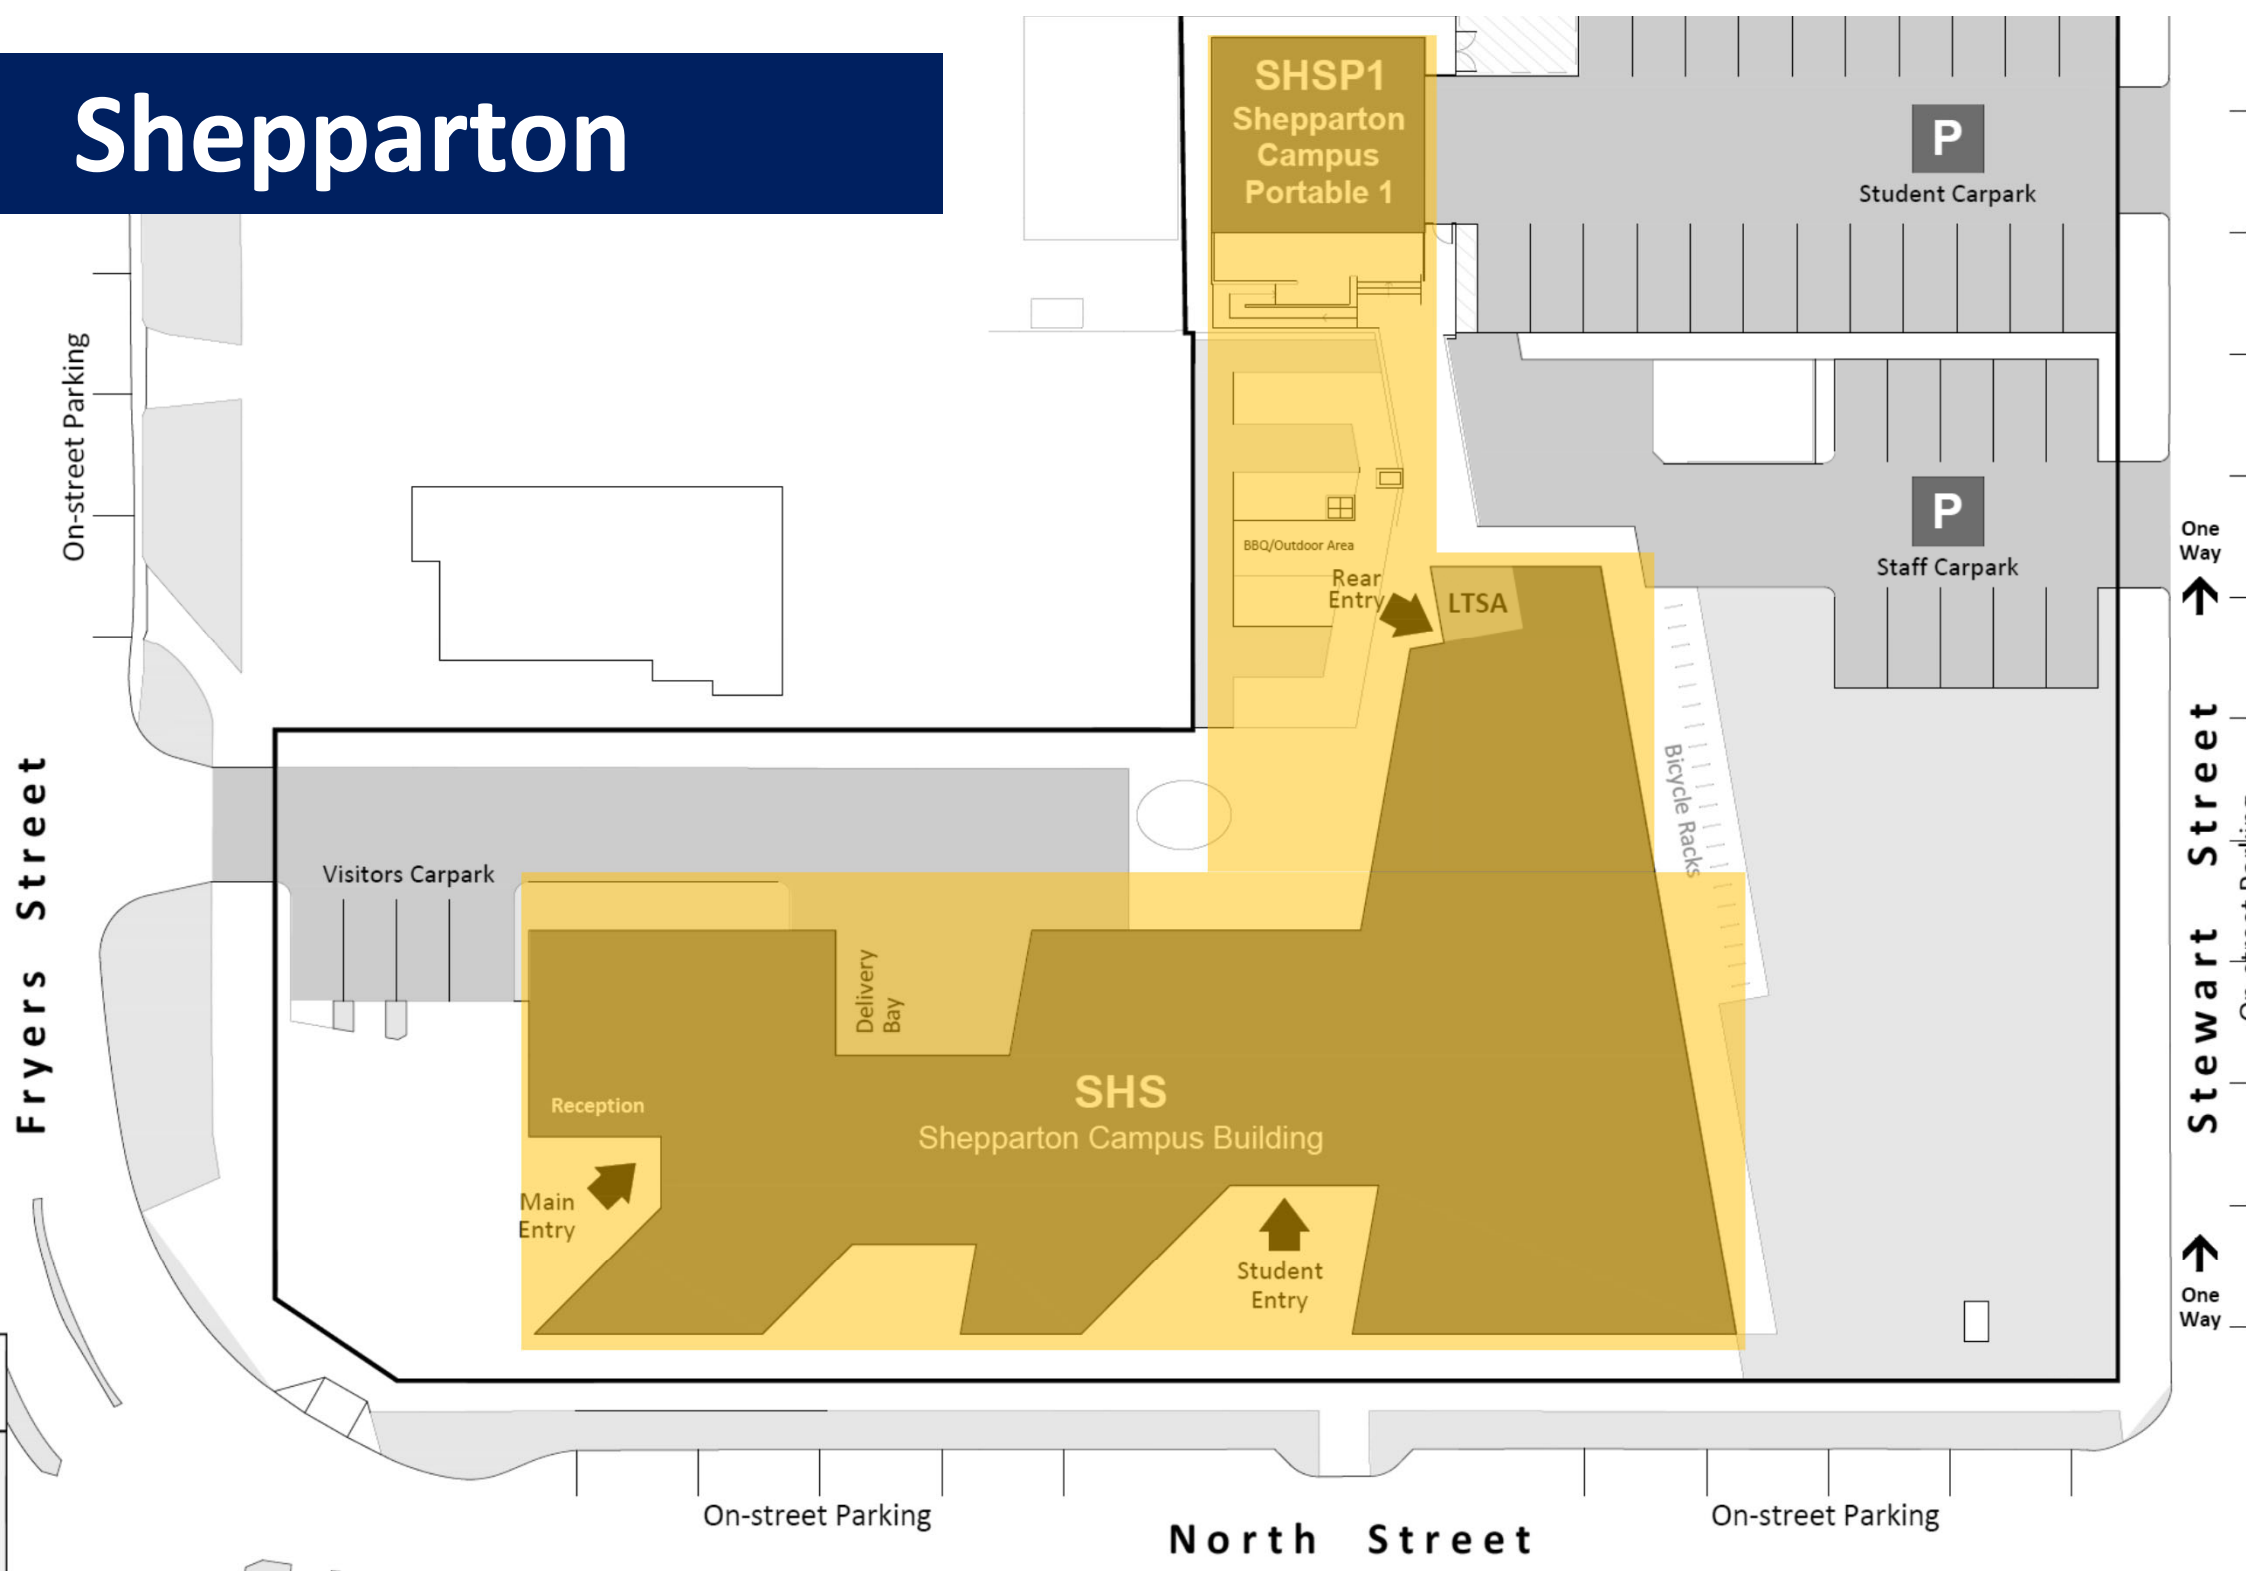 Shepparton
SHSP1
Shepparton
Campus
Portable 1
P
Student Carpark
On-street Parking
P
Staff Carpark
One
Way
BBQ/Outdoor Area
Rear
Entry
LTSA
Bicycle Racks
Fryers Street
Stewart Street
Visitors Carpark
Delivery
Bay
Reception
SHS
Shepparton Campus Building
Main
Entry
Student
Entry
One
Way
On-street Parking
On-street Parking
North Street